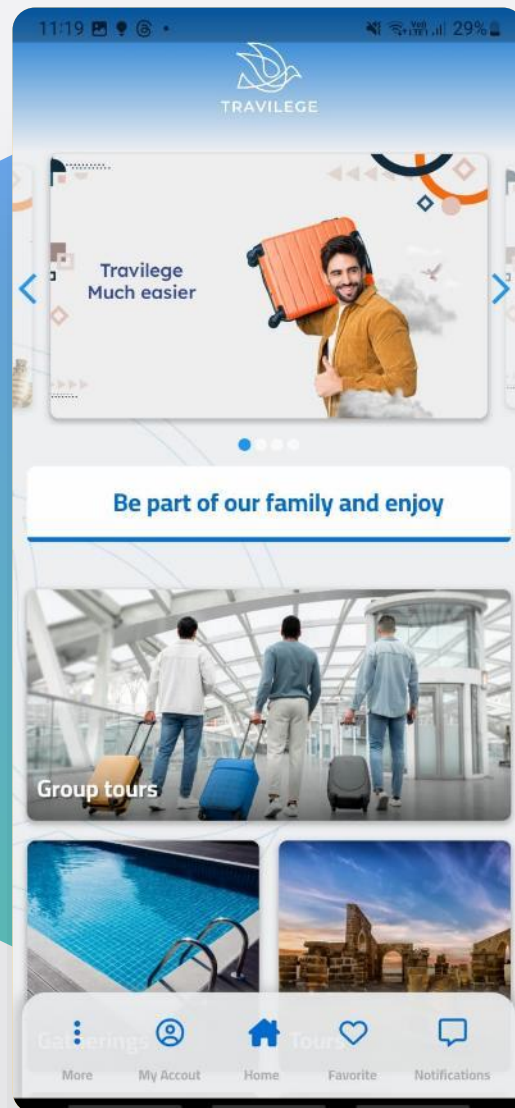 11:19
29%
TRAVILEGE
Travilege
Much easier
Be part of our family and enjoy
Group tours
Gatherings
Tours
More
My Accout
Home
Favorite
Notifications